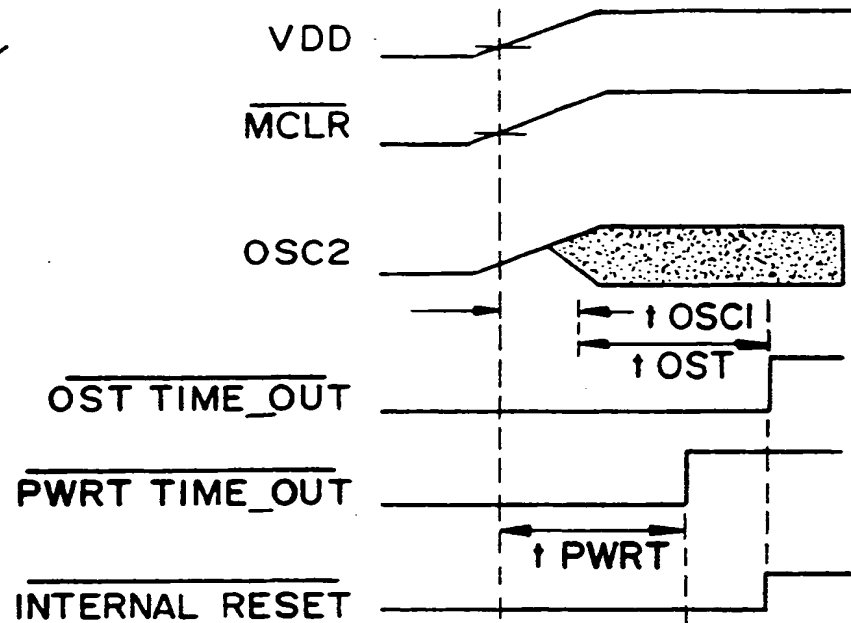 VDD
MCLR
OSC2
t OSCI
t OST
OST TIME_OUT
PWRT TIME_OUT
t PWRT
INTERNAL RESET